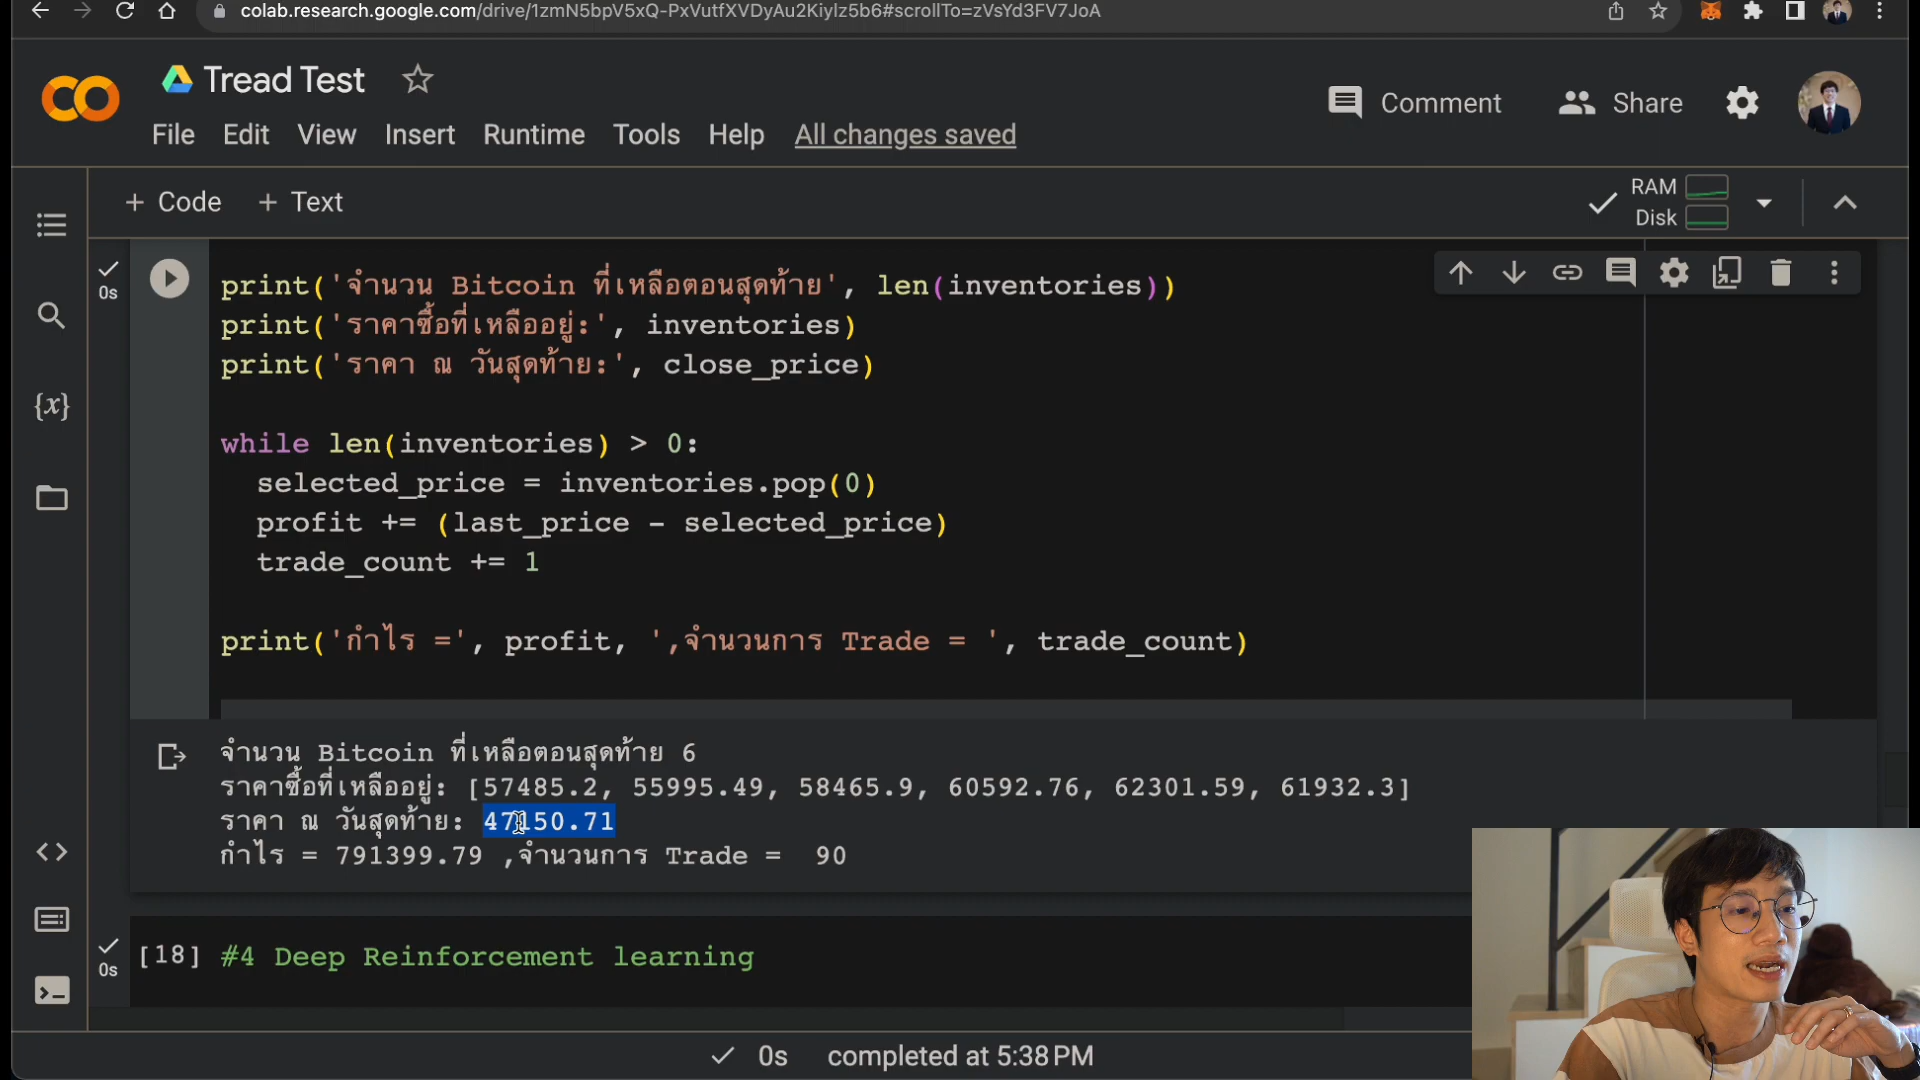 colab.research.google.com/drive/1zmN5bpV5xQ-PxVutfXVDyAu2Kiylz5b6#scrollTo=zVsYd3FV7JoA
Tread Test
File Edit View Insert Runtime Tools Help All changes saved
Comment Share
+ Code + Text
RAM
Disk
0s
print('จำนวน Bitcoin ที่เหลือตอนสุดท้าย', len(inventories))
print('ราคาซื้อที่เหลืออยู่:', inventories)
print('ราคา ณ วันสุดท้าย:', close_price)
while len(inventories) > 0:
selected_price = inventories.pop(0)
profit += (last_price - selected_price)
trade_count += 1
print('กำไร =', profit, ',จำนวนการ Trade = ', trade_count)
จำนวน Bitcoin ที่เหลือตอนสุดท้าย 6
ราคาซื้อที่เหลืออยู่: [57485.2, 55995.49, 58465.9, 60592.76, 62301.59, 61932.3]
ราคา ณ วันสุดท้าย: 47150.71
กำไร = 791399.79 ,จำนวนการ Trade = 90
0s
[18] #4 Deep Reinforcement learning
0s completed at 5:38 PM